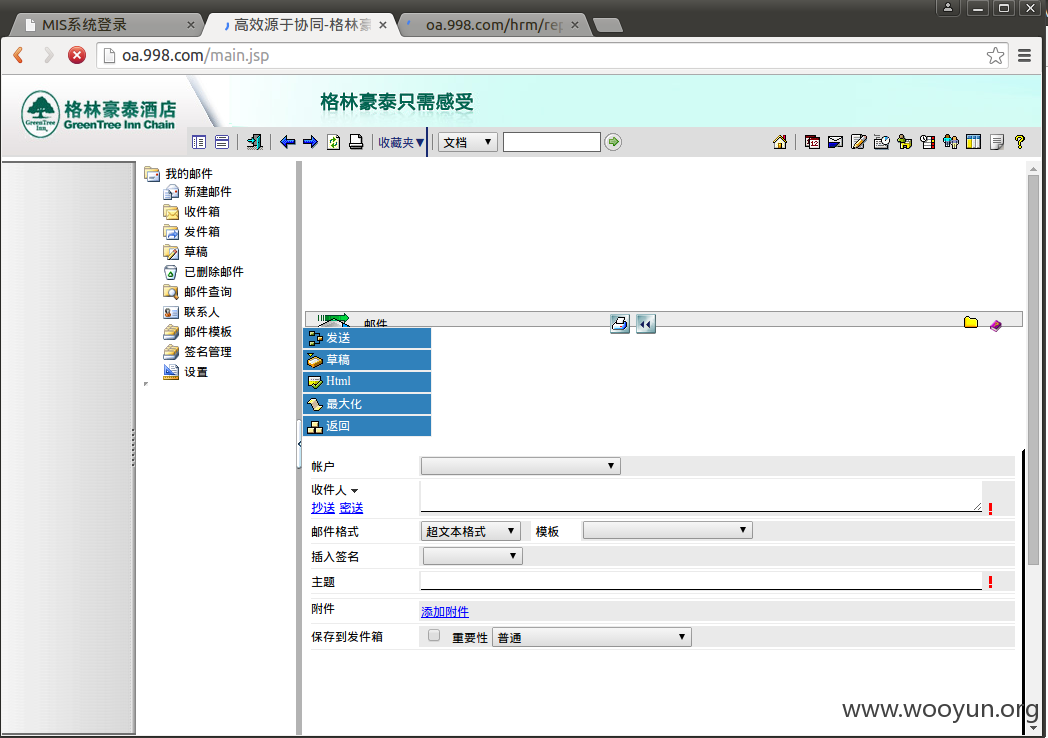 MIS系统登录
高效源于协同-格林豪
oa.998.com/hrm/rep
oa.998.com/main.jsp
格林豪泰酒店
GreenTree Inn Chain
GreenTree Inn
格林豪泰只需感受
收藏夹▼
文档
12
我的邮件
新建邮件
收件箱
发件箱
草稿
已删除邮件
邮件查询
联系人
邮件模板
签名管理
设置
邮件
发送
草稿
Html
最大化
返回
帐户
收件人
抄送 密送
邮件格式 超文本格式 模板
插入签名
主题
附件 添加附件
保存到发件箱 重要性 普通
www.wooyun.org